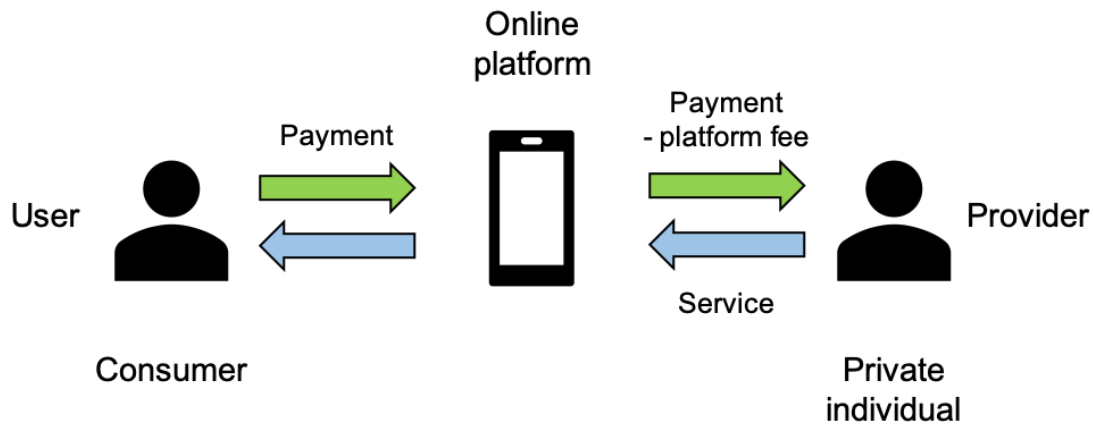 Online
platform
Payment
Payment
- platform fee
User
Provider
Service
Consumer
Private
individual